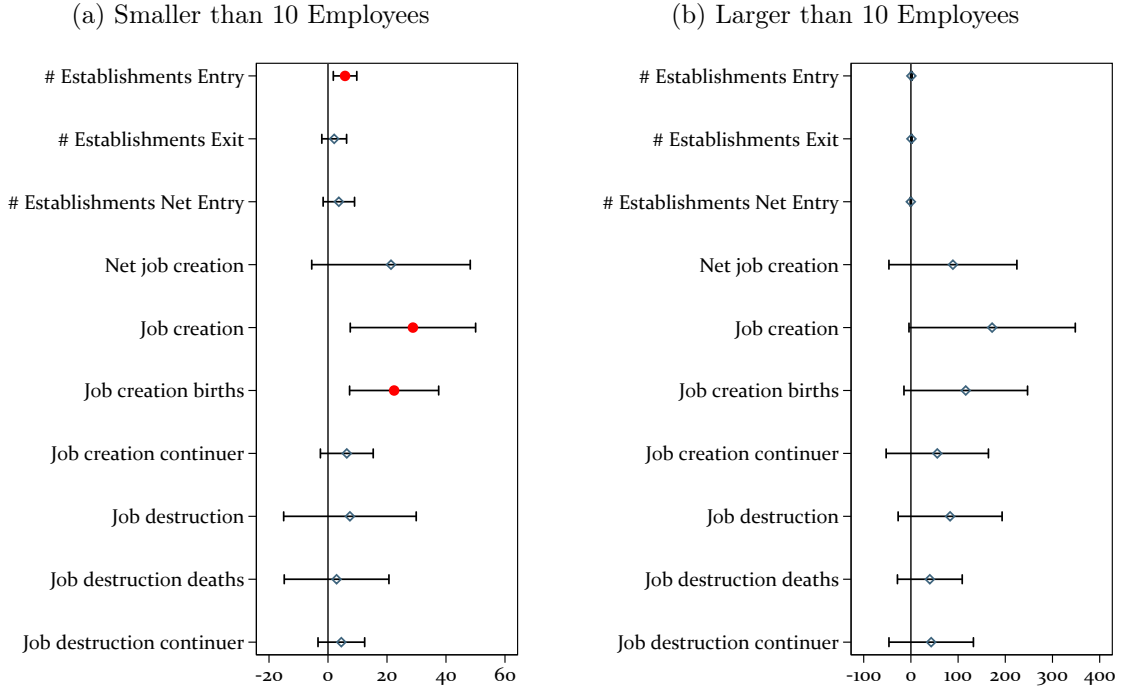 (a) Smaller than 10 Employees
# Establishments Entry
# Establishments Exit
# Establishments Net Entry
Net job creation
Job creation
Job creation births
Job creation continuer
Job destruction
Job destruction deaths
Job destruction continuer
-20 0 20 40 60
(b) Larger than 10 Employees
# Establishments Entry
# Establishments Exit
# Establishments Net Entry
Net job creation
Job creation
Job creation births
Job creation continuer
Job destruction
Job destruction deaths
Job destruction continuer
-100 0 100 200 300 400